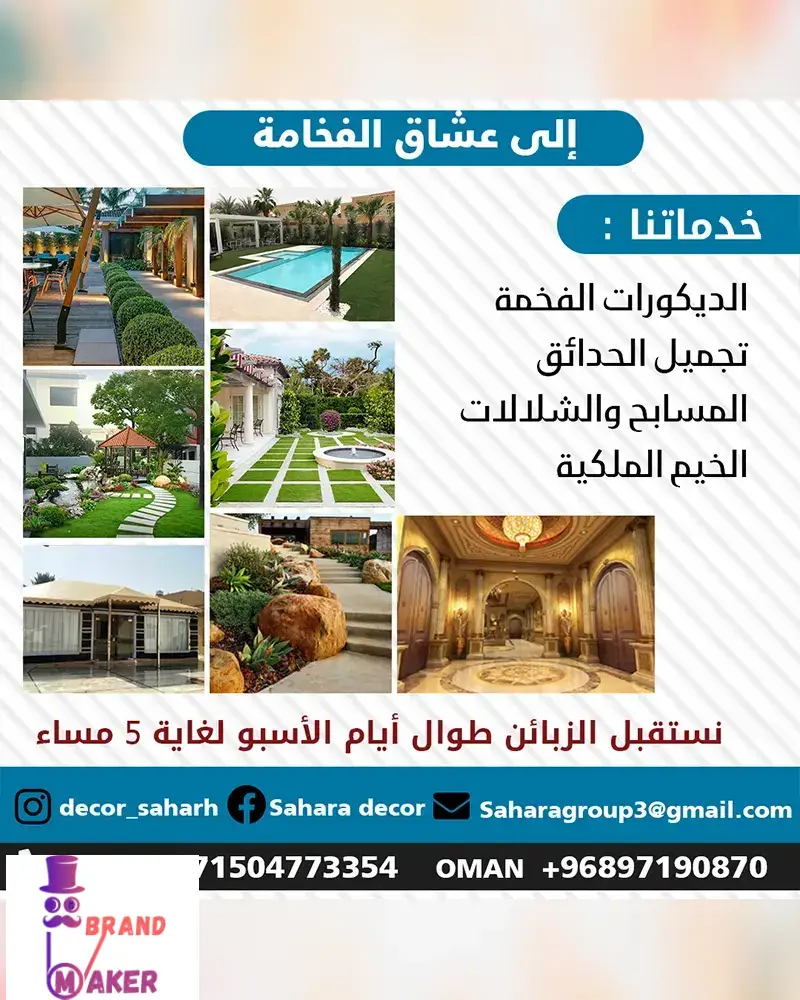 إلى عشاق الفخامة
خدماتنا :
الديكورات الفخمة
تجميل الحدائق
المسابح والشلالات
الخيم الملكية
نستقبل الزبائن طوال أيام الأسبو لغاية 5 مساء
decor_saharh Sahara decor Saharagroup3@gmail.com
71504773354 OMAN +96897190870
BRAND
MAKER